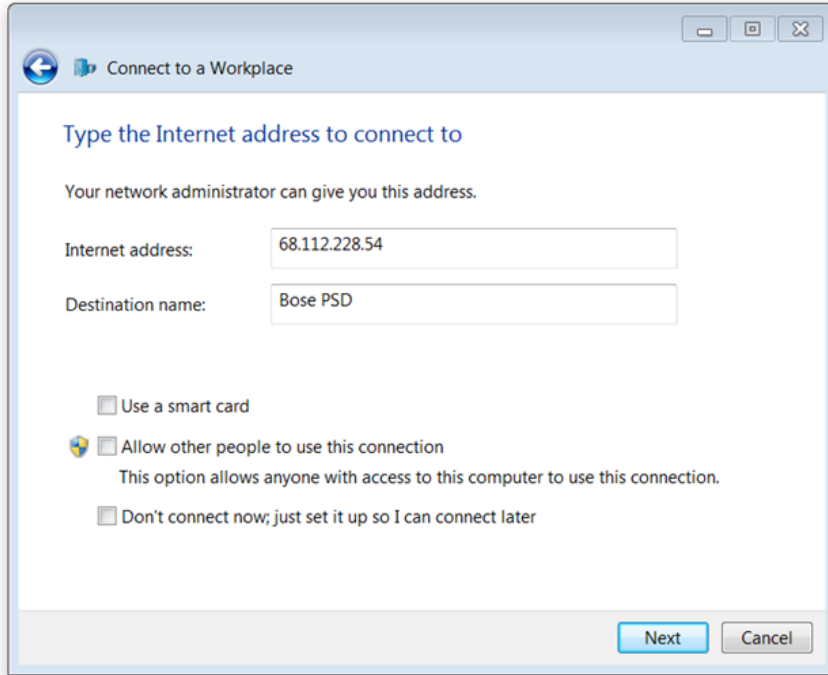 Connect to a Workplace
Type the Internet address to connect to
Your network administrator can give you this address.
Internet address: 68.112.228.54
Destination name: Bose PSD
Use a smart card
Allow other people to use this connection
This option allows anyone with access to this computer to use this connection.
Don't connect now; just set it up so I can connect later
Next Cancel